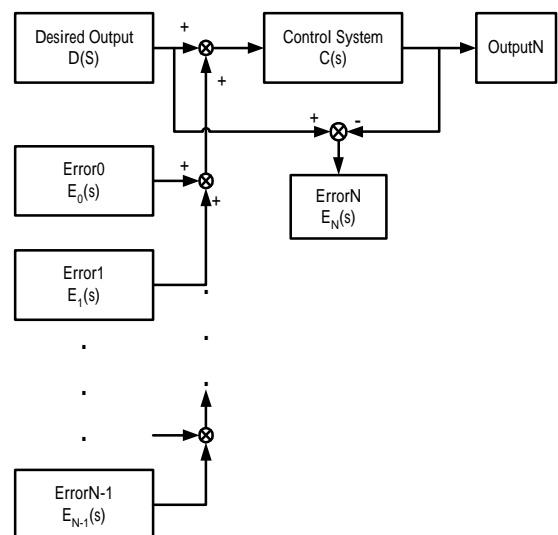 Desired Output
D(S)
+
Control System
C(s)
OutputN
+
+
-
Error0
E0(s)
+
+
ErrorN
EN(s)
Error1
E1(s)
ErrorN-1
EN-1(s)